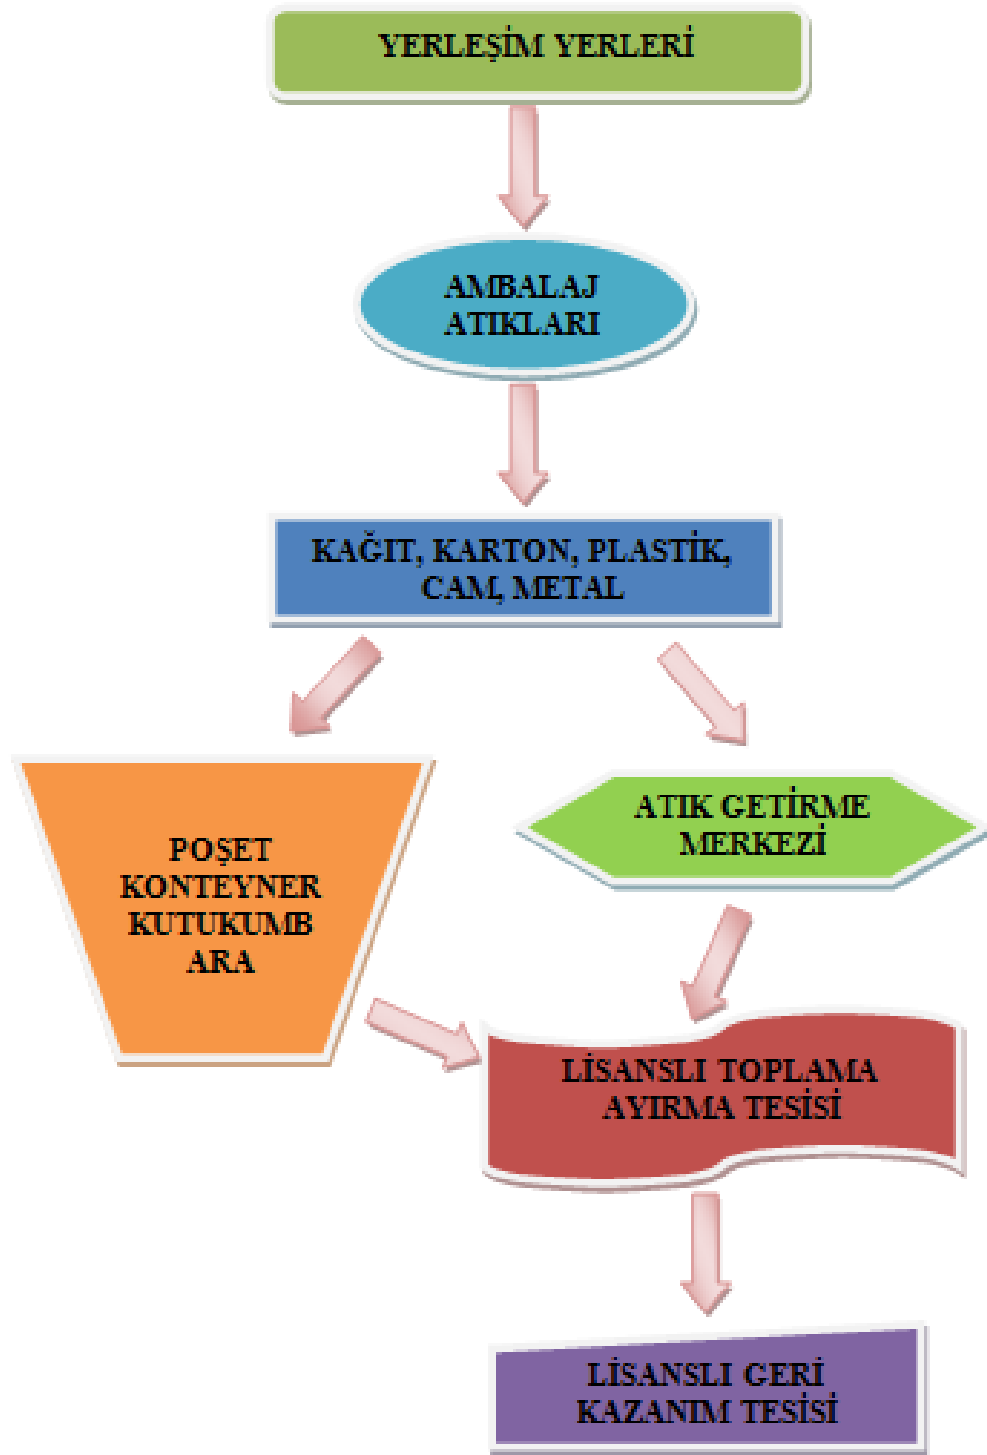 YERLEŞİM YERLERİ
AMBALAJ
ATIKLARI
KAĞIT, KARTON, PLASTİK,
CAM, METAL
POŞET
KONTEYNER
KUTUKUMB
ARA
ATIK GETİRME
MERKEZİ
LİSANSLI TOPLAMA
AYIRMA TESİSİ
LİSANSLI GERİ
KAZANIM TESİSİ